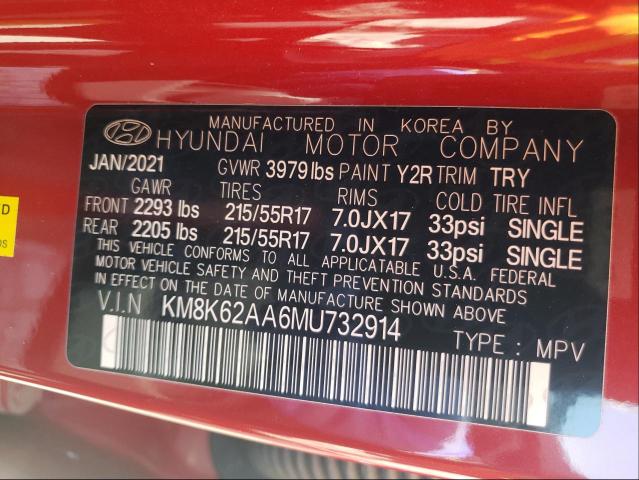 MANUFACTURED IN KOREA BY
HYUNDAI MOTOR COMPANY
JAN/2021 GVWR 3979 lbs PAINT Y2R TRIM TRY
GAWR TIRES RIMS COLD TIRE INFL
FRONT 2293 lbs 215/55R17 7.0JX17 33psi SINGLE
REAR 2205 lbs 215/55R17 7.0JX17 33psi SINGLE
THIS VEHICLE CONFORMS TO ALL APPLICATABLE U.S.A. FEDERAL
MOTOR VEHICLE SAFETY AND THEFT PREVENTION STANDARDS
IN EFFECT ON THE DATE OF MANUFACTURE SHOWN ABOVE
V.I.N KM8K62AA6MU732914
TYPE : MPV